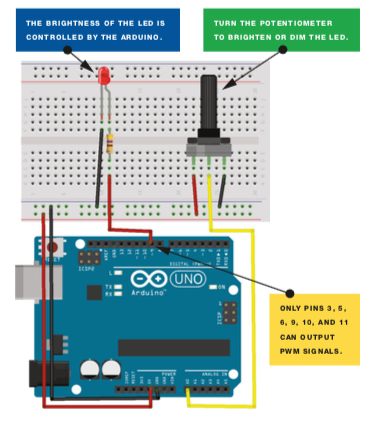 THE BRIGHTNESS OF THE LED IS
CONTROLLED BY THE ARDUINO.
TURN THE POTENTIOMETER
TO BRIGHTEN OR DIM THE LED.
ICSP2
L
TX
RX
DIGITAL
Arduino
UNO
ON
ICSP
ONLY PINS 3, 5,
6, 9, 10, AND 11
CAN OUTPUT
PWM SIGNALS.
POWER
ANALOG IN